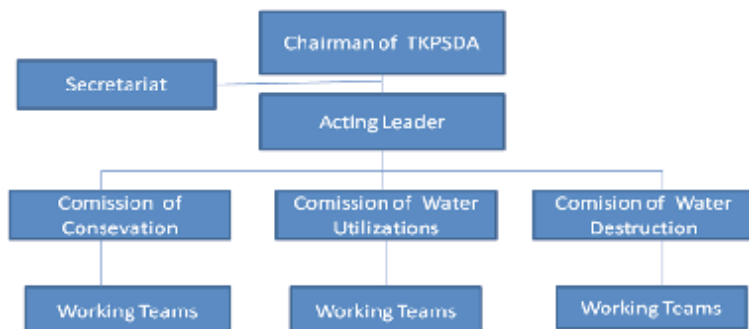 Chairman of TKPSDA
Secretariat
Acting Leader
Comission of
Consevation
Comission of Water
Utilizations
Comision of Water
Destruction
Working Teams
Working Teams
Working Teams